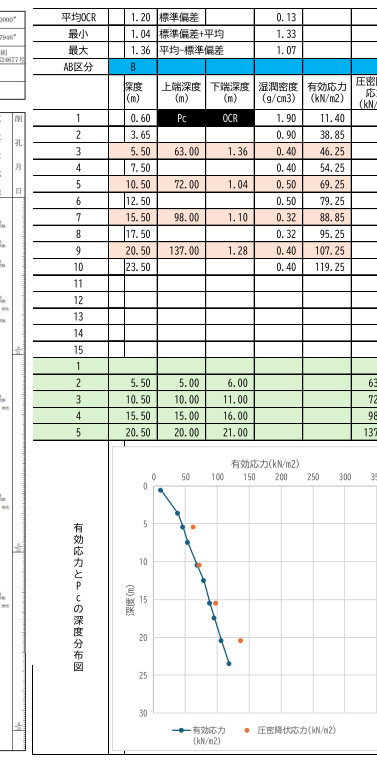 平均OCR 1.20 標準偏差 0.13
最小 1.04 標準偏差+平均 1.33
最大 1.36 平均-標準偏差 1.07
AB区分 B
深度(m) 上端深度(m) 下端深度(m) 湿潤密度(g/cm3) 有効応力(kN/m2)
1 0.60 Pc OCR 1.90 11.40
2 3.65 0.90 38.85
3 5.50 63.00 1.36 0.40 46.25
4 7.50 0.40 54.25
5 10.50 72.00 1.04 0.50 69.25
6 12.50 0.50 79.25
7 15.50 98.00 1.10 0.32 88.85
8 17.50 0.32 95.25
9 20.50 137.00 1.28 0.40 107.25
10 23.50 0.40 119.25
11
12
13
14
15
1
2 5.50 5.00 6.00 63
3 10.50 10.00 11.00 72
4 15.50 15.00 16.00 98
5 20.50 20.00 21.00 137
有効応力とPcの深度分布図
有効応力(kN/m2)
0 50 100 150 200 250 300
0
5
10
15
20
25
30
深度(m)
有効応力(kN/m2) 圧密降伏応力(kN/m2)
削孔月日